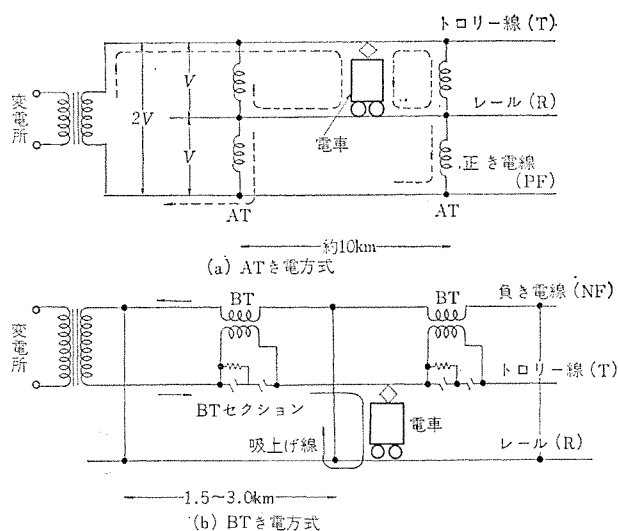 トロリー線(T)
変電所
2V
V
V
電車
レール(R)
正き電線
(PF)
AT
AT
約10km
(a) ATき電方式
BT
BT
負き電線(NF)
変電所
トロリー線(T)
BTセクション
電車
吸上げ線
レール(R)
1.5~3.0km
(b) BTき電方式